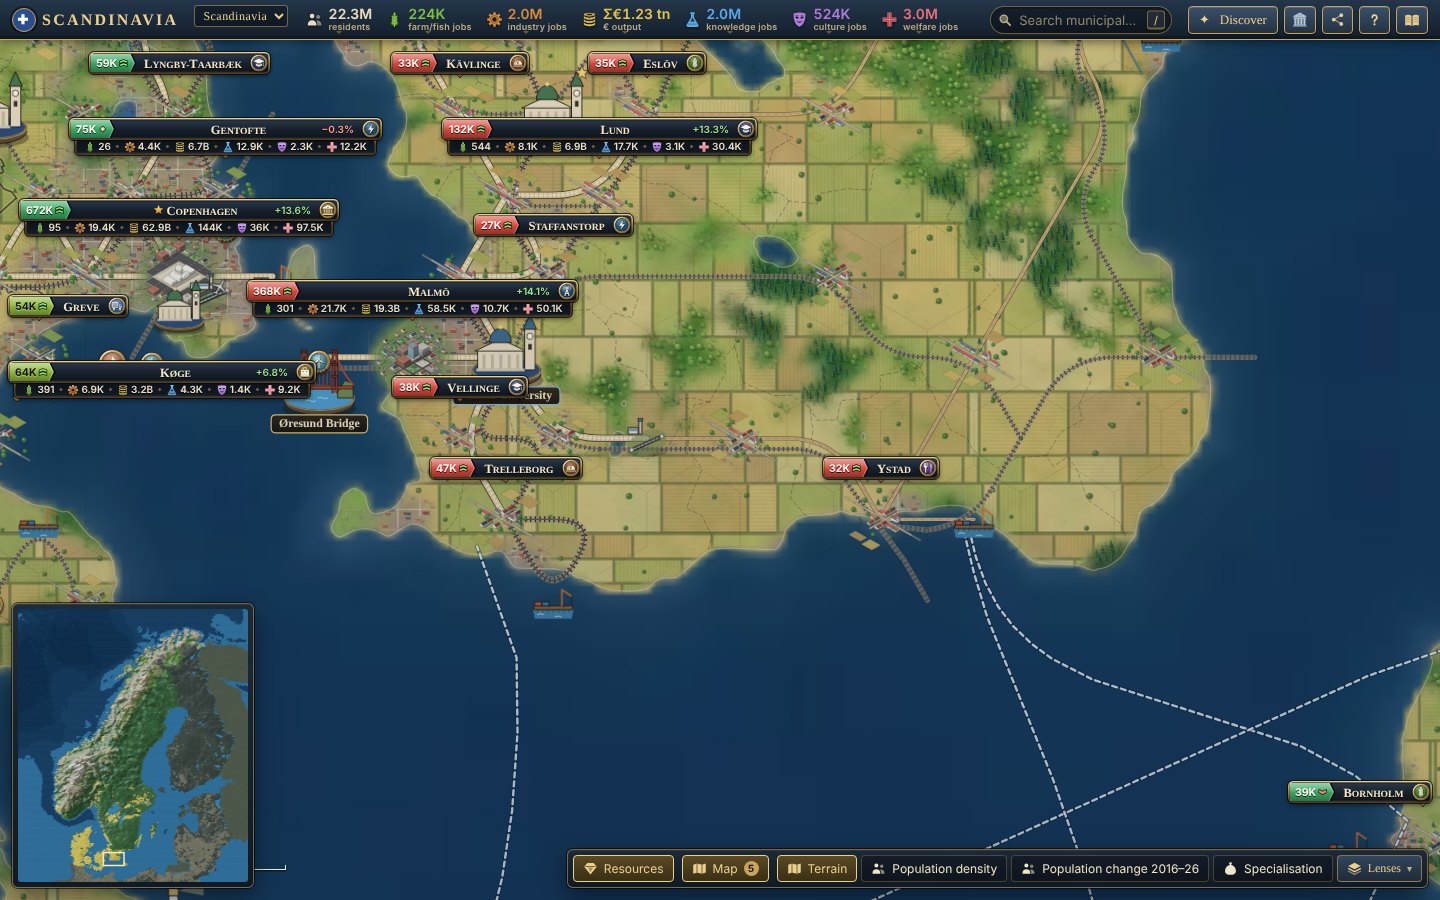 SCANDINAVIA
Scandinavia
22.3M
residents
224K
farm/fish jobs
2.0M
industry jobs
Σ€1.23 tn
€ output
2.0M
knowledge jobs
524K
culture jobs
3.0M
welfare jobs
Search municipal...
/
Discover
?
59K Lyngby-Taarbæk
33K Kävlinge
35K Eslöv
75K Gentofte −0.3%
26 • 4.4K • 6.7B • 12.9K • 2.3K • 12.2K
132K Lund +13.3%
544 • 8.1K • 6.9B • 17.7K • 3.1K • 30.4K
672K Copenhagen +13.6%
95 • 19.4K • 62.9B • 144K • 36K • 97.5K
27K Staffanstorp
368K Malmö +14.1%
301 • 21.7K • 19.3B • 58.5K • 10.7K • 50.1K
54K Greve
64K Køge +6.8%
391 • 6.9K • 3.2B • 4.3K • 1.4K • 9.2K
38K Vellinge
Øresund Bridge
47K Trelleborg
32K Ystad
39K Bornholm
Resources
Map 5
Terrain
Population density
Population change 2016–26
Specialisation
Lenses ▾